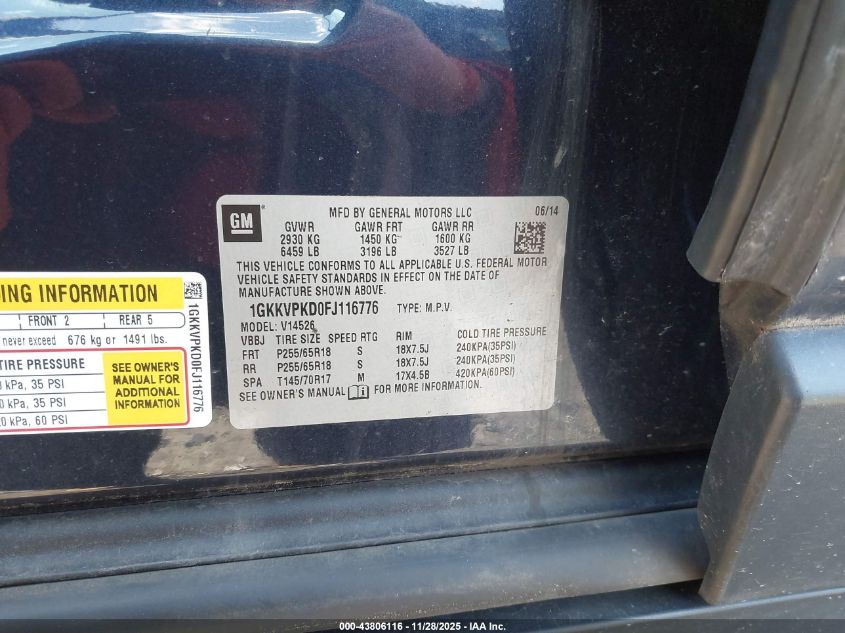 GM
MFD BY GENERAL MOTORS LLC 06/14
GVWR GAWR FRT GAWR RR
2930 KG 1450 KG 1600 KG
6459 LB 3196 LB 3527 LB
THIS VEHICLE CONFORMS TO ALL APPLICABLE U.S. FEDERAL MOTOR
VEHICLE SAFETY STANDARDS IN EFFECT ON THE DATE OF
MANUFACTURE SHOWN ABOVE.
1GKKVPKD0FJ116776 TYPE: M.P.V.
MODEL: V14526
VBBJ TIRE SIZE SPEED RTG RIM COLD TIRE PRESSURE
FRT P255/65R18 S 18X7.5J 240KPA(35PSI)
RR P255/65R18 S 18X7.5J 240KPA(35PSI)
SPA T145/70R17 M 17X4.5B 420KPA(60PSI)
SEE OWNER'S MANUAL FOR MORE INFORMATION.
ING INFORMATION
FRONT 2 REAR 5
never exceed 676 kg or 1491 lbs.
TIRE PRESSURE
kPa, 35 PSI
0 kPa, 35 PSI
20 kPa, 60 PSI
SEE OWNER'S
MANUAL FOR
ADDITIONAL
INFORMATION
1GKKVPKD0FJ116776
000-43806116 - 11/28/2025 - IAA Inc.